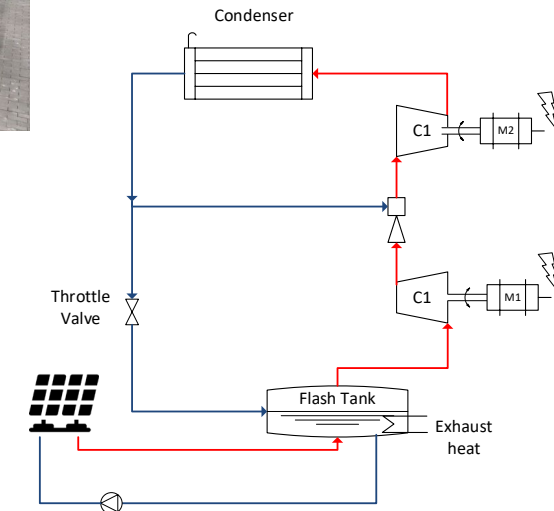 Condenser
C1
M2
Throttle
Valve
C1
M1
Flash Tank
Exhaust
heat